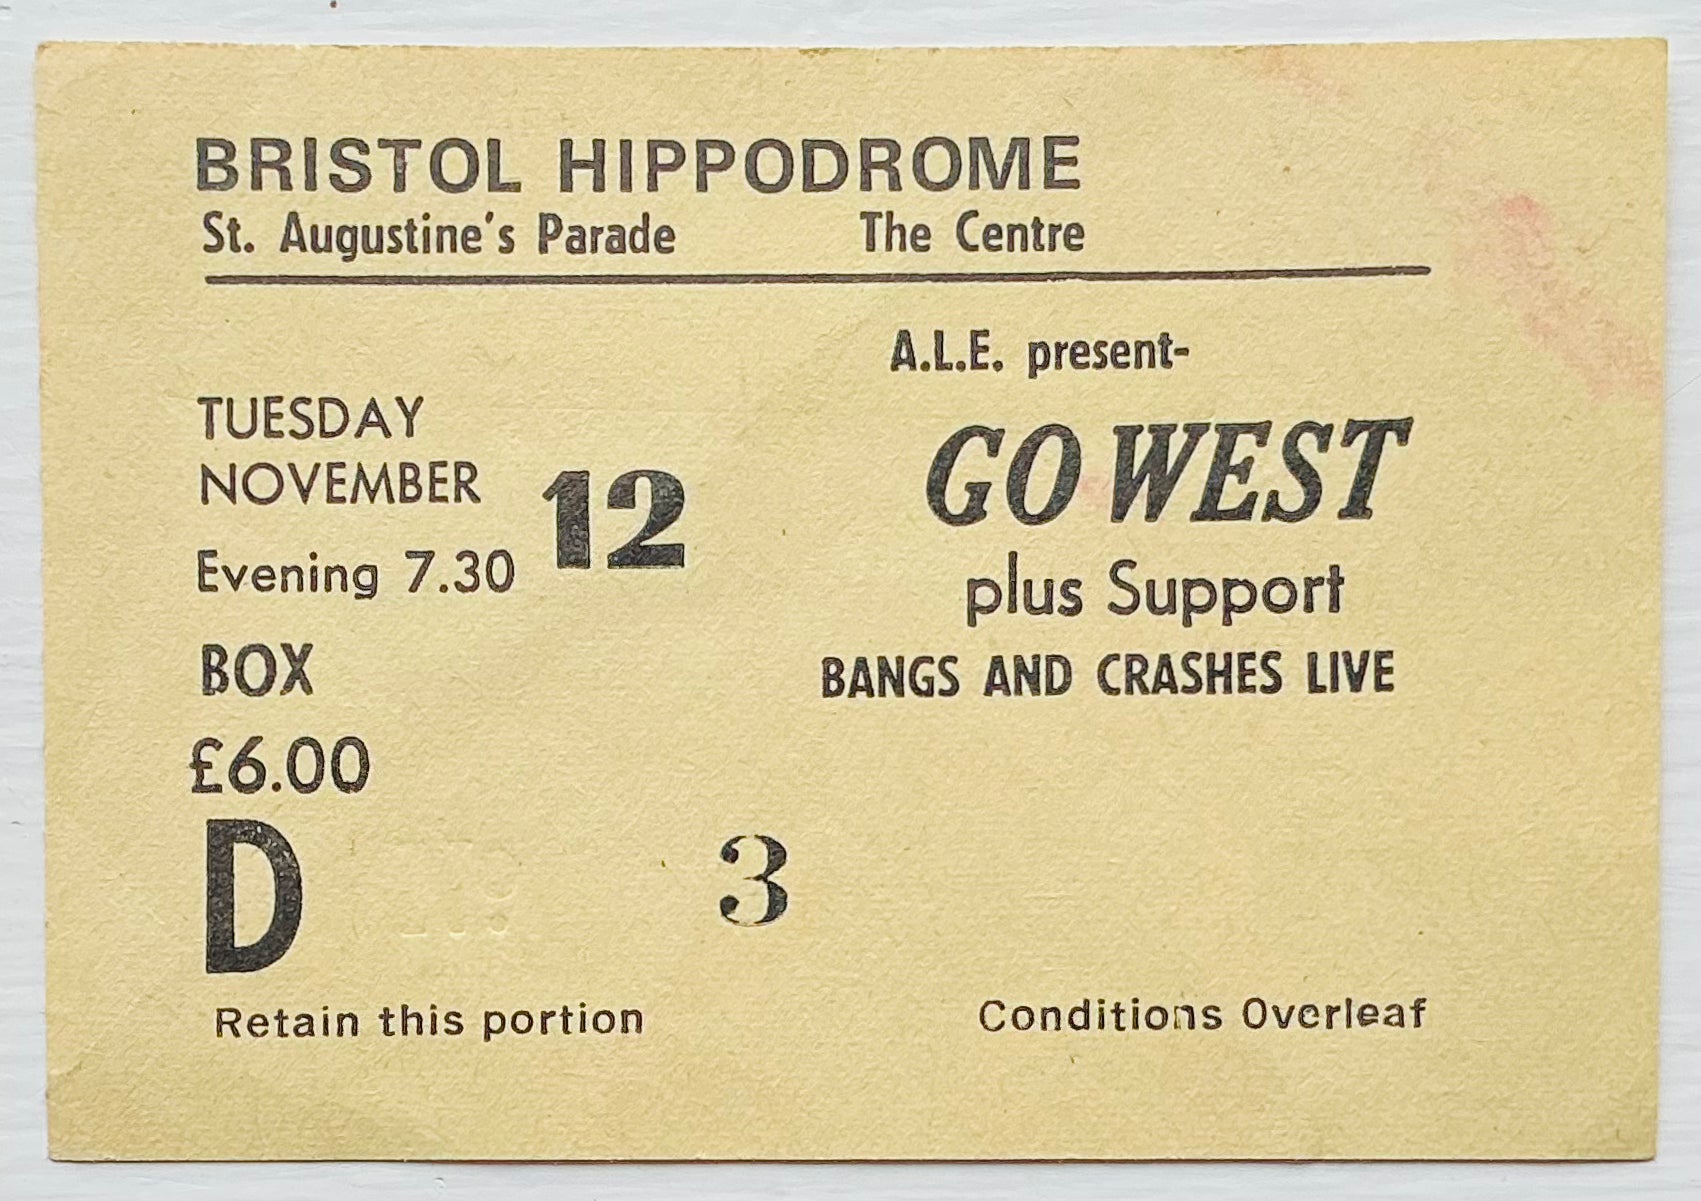 BRISTOL HIPPODROME
St. Augustine's Parade The Centre
A.L.E. present-
TUESDAY
NOVEMBER 12
Evening 7.30
GO WEST
plus Support
BANGS AND CRASHES LIVE
BOX
£6.00
D 3
Retain this portion Conditions Overleaf